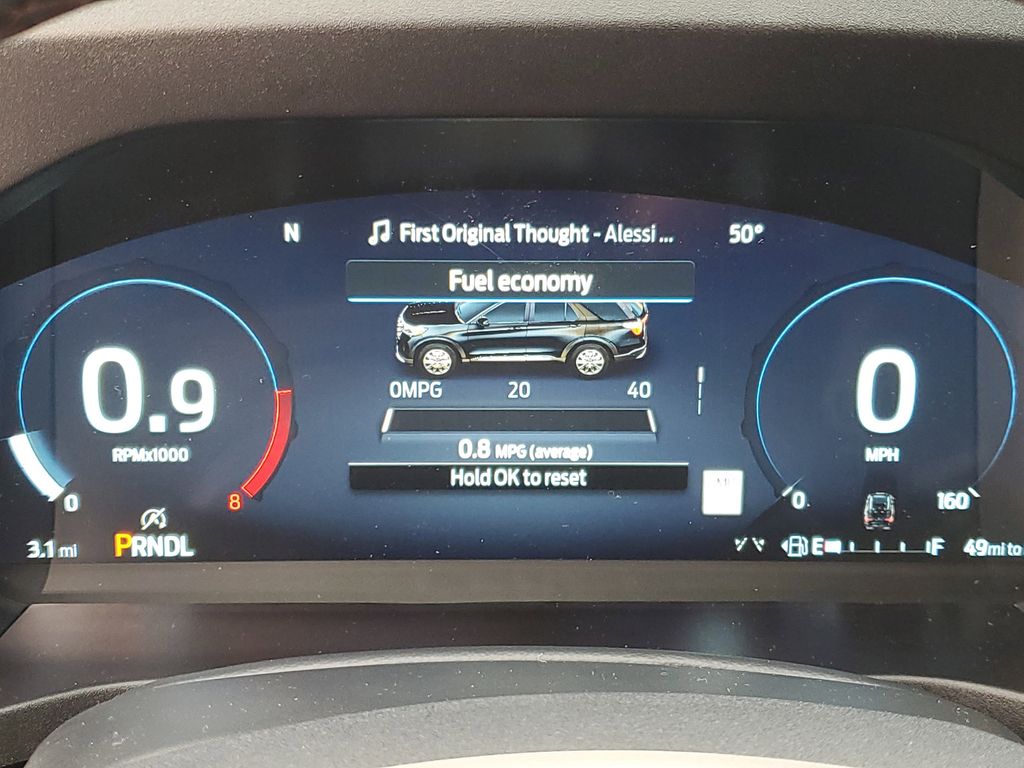 N
First Original Thought - Alessi ...
50°
Fuel economy
0MPG 20 40
0.9
RPMx1000
0
MPH
0.8 MPG (average)
Hold OK to reset
0 8
0 160
3.1 mi
PRNDL
E F
49mi to